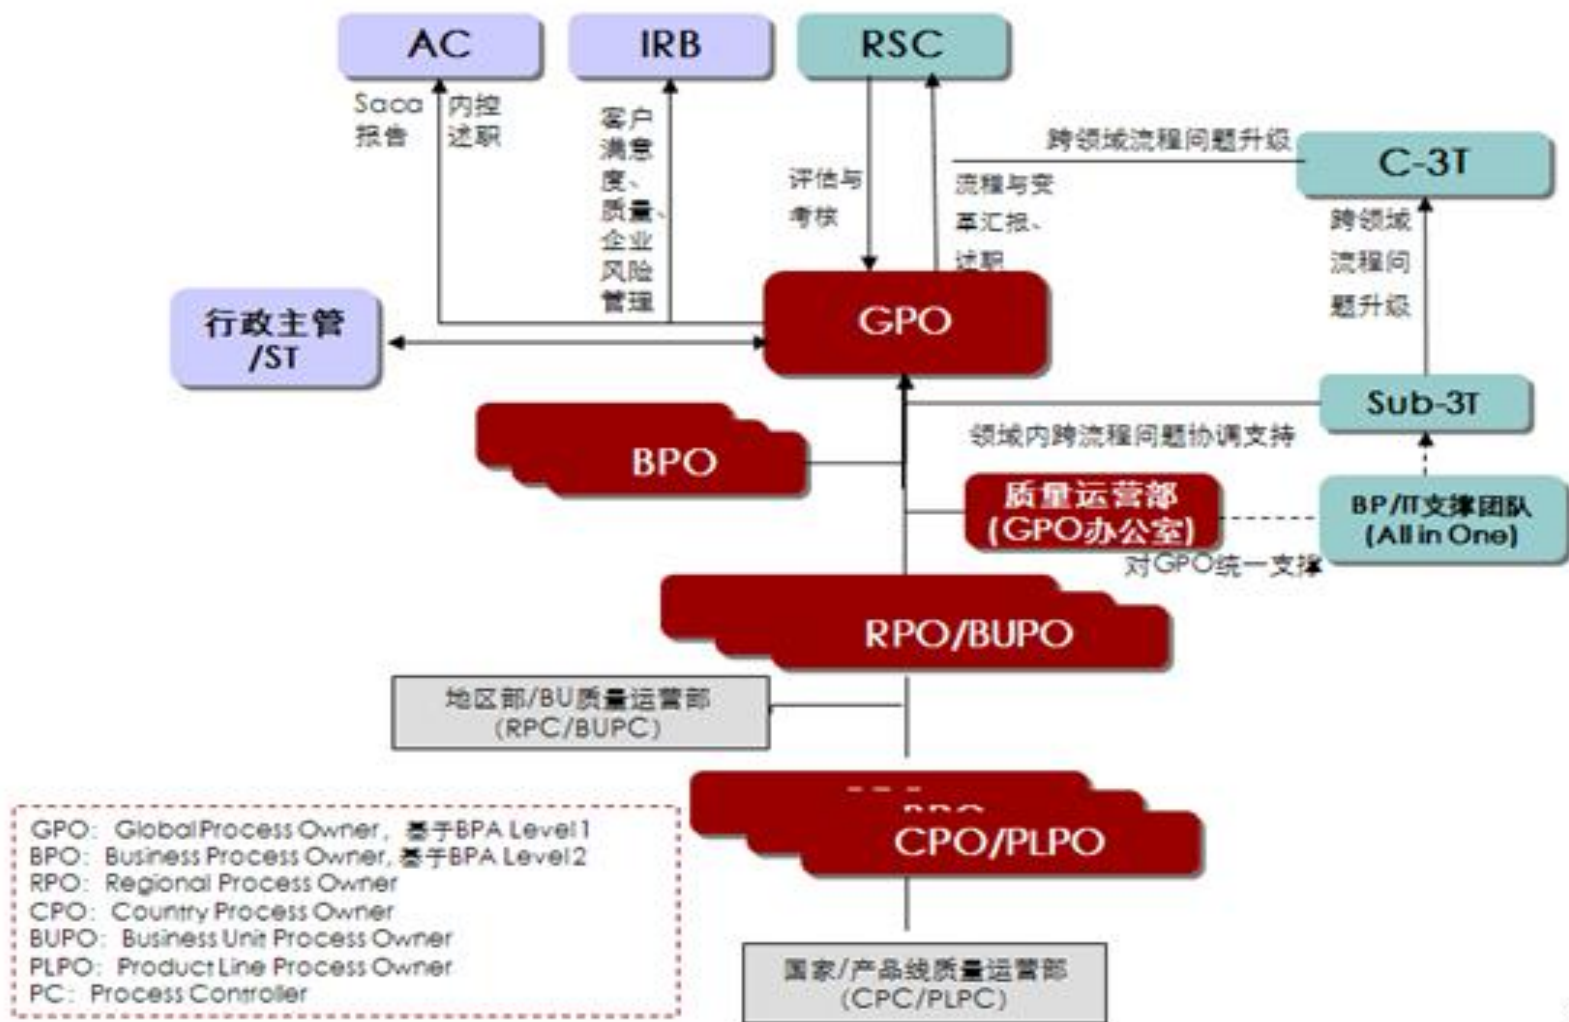 AC
IRB
RSC
Saca
报告
内控
述职
客户
满意
度、
质量、
企业
风险
管理
评估与
考核
流程与变
革汇报、
述职
跨领域流程问题升级
C-3T
跨领域
流程问
题升级
行政主管
/ST
GPO
Sub-3T
领域内跨流程问题协调支持
BPO
质量运营部
(GPO办公室)
BP/IT支撑团队
(All in One)
对GPO统一支撑
RPO/BUPO
地区部/BU质量运营部
(RPC/BUPC)
CPO/PLPO
国家/产品线质量运营部
(CPC/PLPC)
GPO: Global Process Owner, 基于BPA Level1
BPO: Business Process Owner, 基于BPA Level2
RPO: Regional Process Owner
CPO: Country Process Owner
BUPO: Business Unit Process Owner
PLPO: Product Line Process Owner
PC: Process Controller